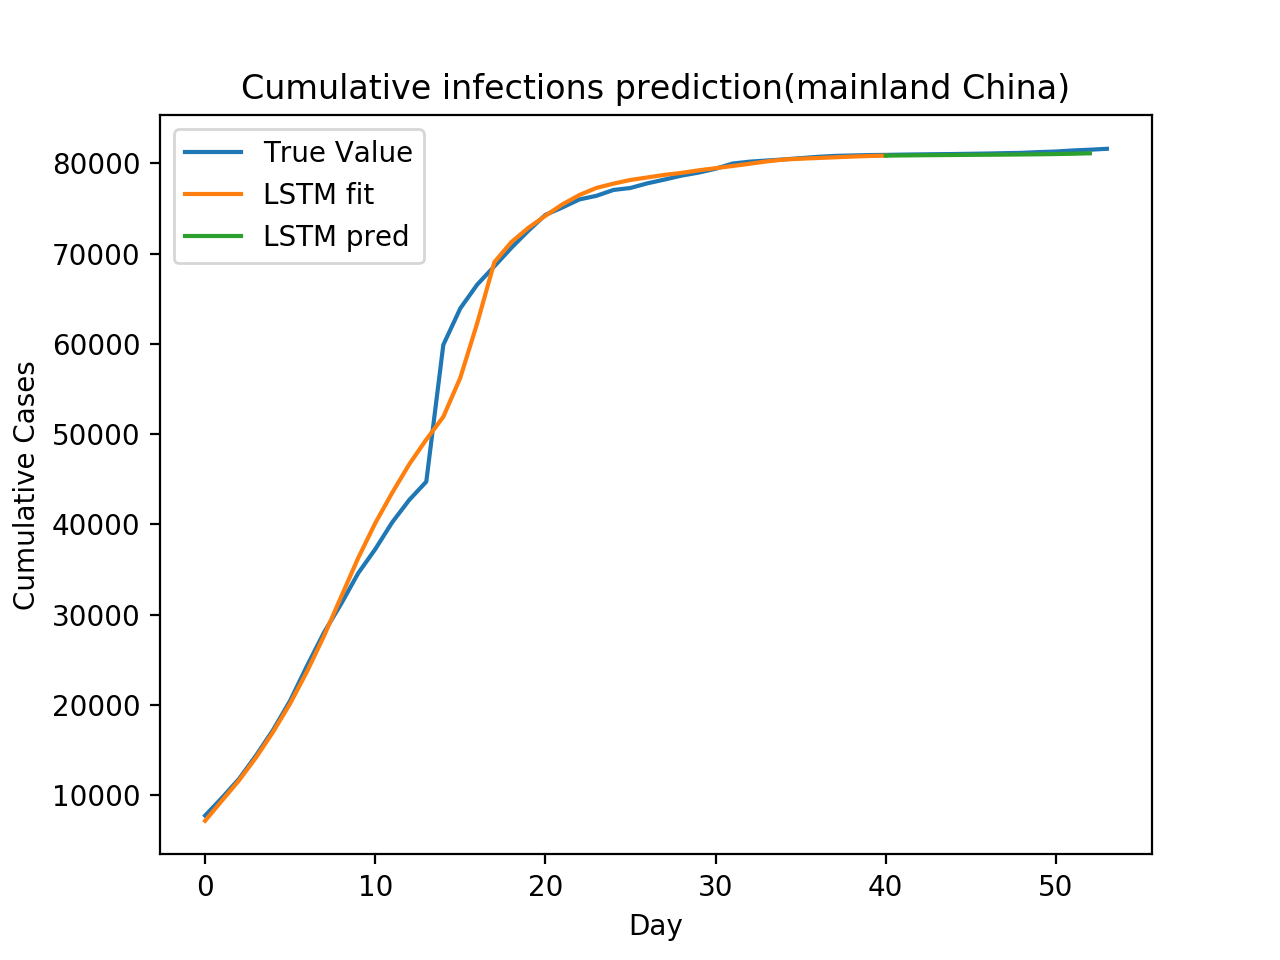 Cumulative infections prediction(mainland China)
True Value
LSTM fit
LSTM pred
80000
70000
60000
50000
40000
30000
20000
10000
Cumulative Cases
0 10 20 30 40 50
Day